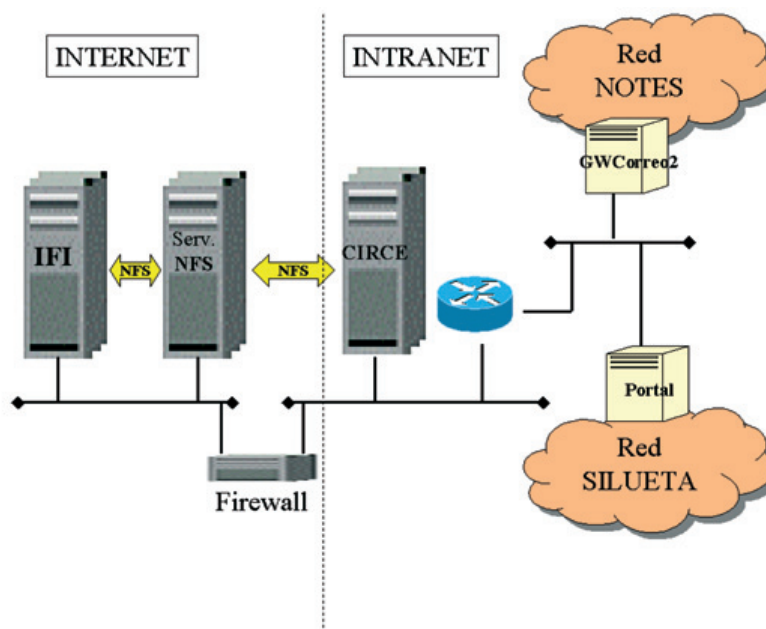 INTERNET
INTRANET
Red
NOTES
GWCorreo2
IFI
NFS
Serv.
NFS
NFS
CIRCE
Portal
Red
SILUETA
Firewall